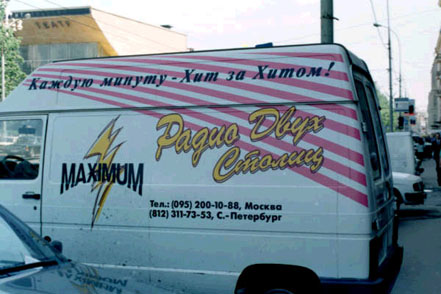 ТЕАТР
Каждую минуту - Хит за Хитом!
Радио Двух
Столиц
MAXIMUM
Тел.: (095) 200-10-88, Москва
(812) 311-73-53, С.-Петербург